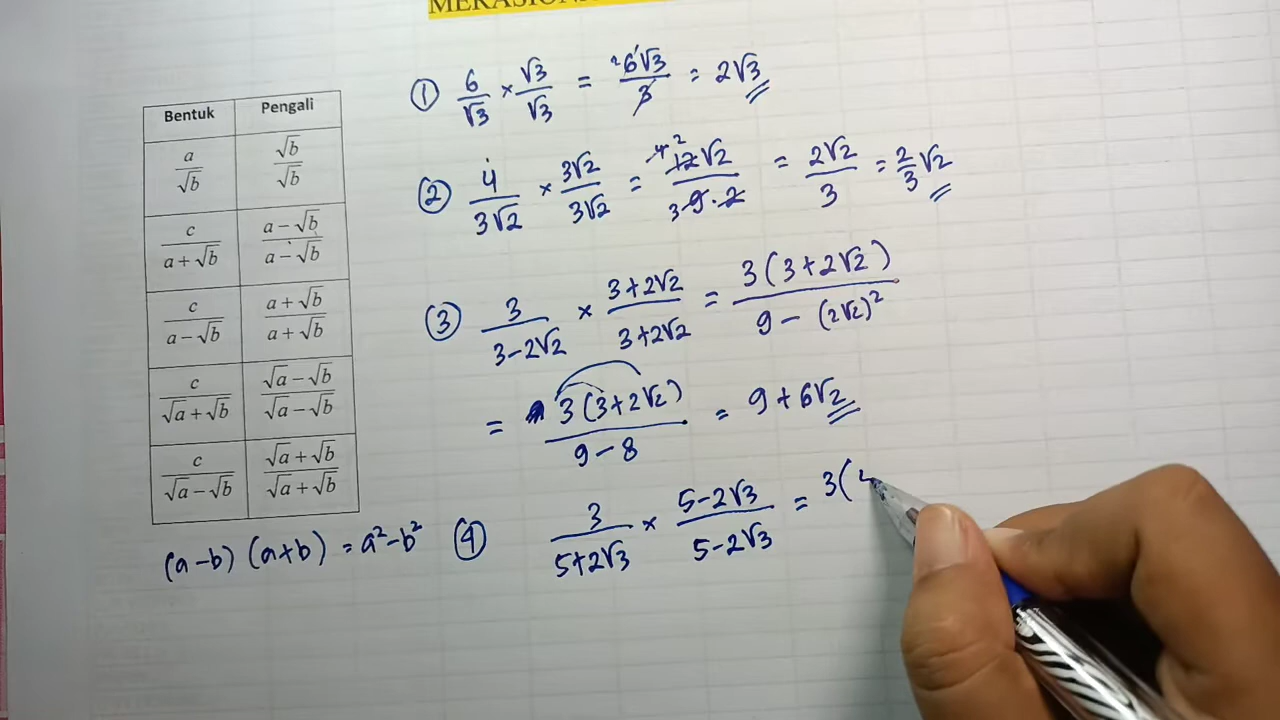 Bentuk Pengali
a/√b √b/√b
c/(a+√b) (a−√b)/(a−√b)
c/(a−√b) (a+√b)/(a+√b)
c/(√a+√b) (√a−√b)/(√a−√b)
c/(√a−√b) (√a+√b)/(√a+√b)
(a-b) (a+b) = a²-b²
① 6/√3 × √3/√3 = 6√3/3 = 2√3
② 4/3√2 × 3√2/3√2 = 12√2/9·2 = 2√2/3 = 2/3 √2
③ 3/(3-2√2) × (3+2√2)/(3+2√2) = 3(3+2√2)/(9-(2√2)²)
= 3(3+2√2)/(9-8) = 9+6√2
④ 3/(5+2√3) × (5-2√3)/(5-2√3) = 3(